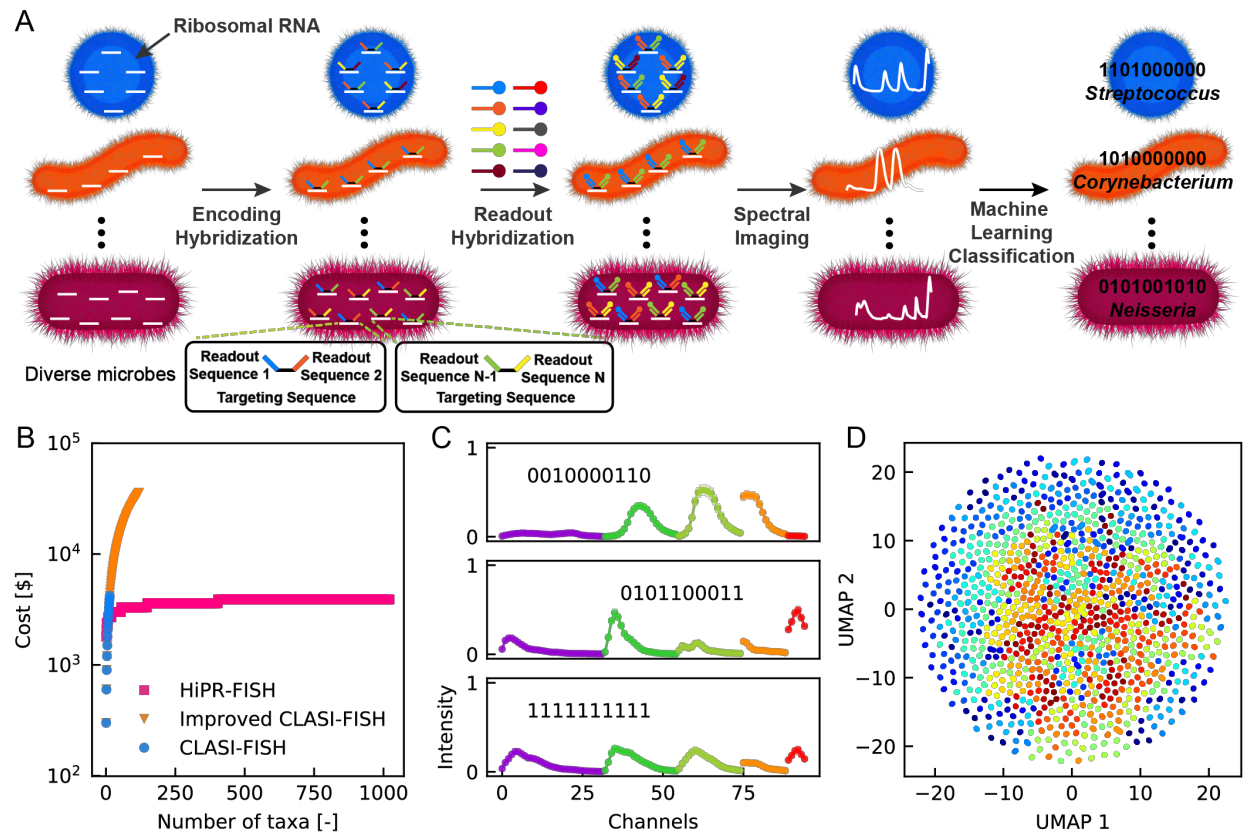 A
Ribosomal RNA
Encoding
Hybridization
Readout
Hybridization
Spectral
Imaging
Machine
Learning
Classification
1101000000
Streptococcus
1010000000
Corynebacterium
0101001010
Neisseria
Diverse microbes
Readout
Sequence 1
Readout
Sequence 2
Targeting Sequence
Readout
Sequence N-1
Readout
Sequence N
Targeting Sequence
B
10^5
10^4
10^3
10^2
Cost [$]
HiPR-FISH
Improved CLASI-FISH
CLASI-FISH
0 250 500 750 1000
Number of taxa [-]
C
1
0010000110
0
1
0101100011
0
1
1111111111
0
Intensity
0 25 50 75
Channels
D
20
10
0
−10
−20
UMAP 2
−20 −10 0 10 20
UMAP 1